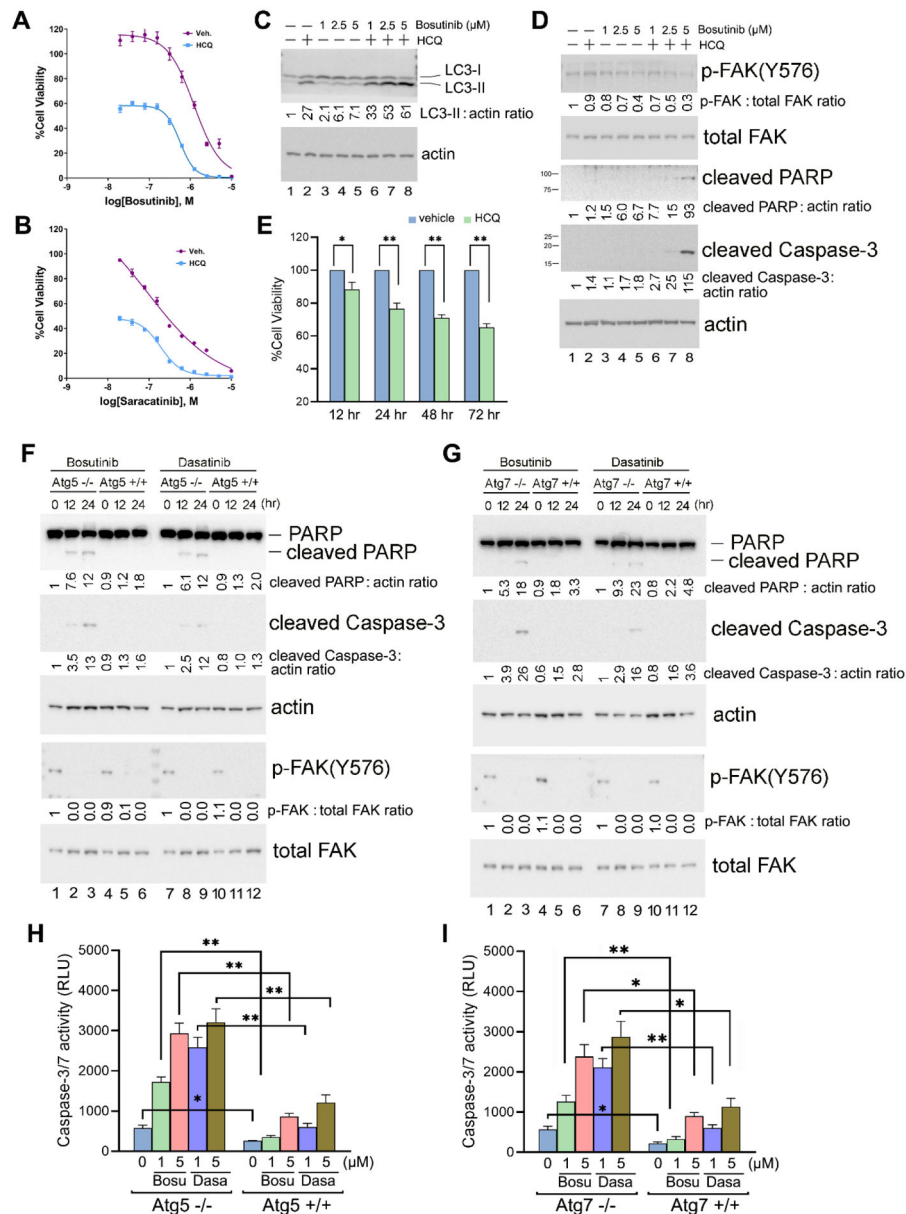 A
%Cell Viability
120
100
80
60
40
20
0
Veh.
HCQ
-9 -8 -7 -6 -5
log[Bosutinib], M
B
%Cell Viability
120
100
80
60
40
20
0
Veh.
HCQ
-9 -8 -7 -6 -5
log[Saracatinib], M
C
— — 1 2.5 5 1 2.5 5 Bosutinib (μM)
— + — — — + + + HCQ
LC3-I
LC3-II
1 27 2.1 6.1 7.1 33 53 61 LC3-II : actin ratio
actin
1 2 3 4 5 6 7 8
D
— — 1 2.5 5 1 2.5 5 Bosutinib (μM)
— + — — — + + + HCQ
p-FAK(Y576)
1 0.9 0.8 0.7 0.4 0.7 0.5 0.3
p-FAK : total FAK ratio
total FAK
100–
75–
cleaved PARP
1 1.2 1.5 6.0 6.7 7.7 15 93
cleaved PARP : actin ratio
20–
15–
cleaved Caspase-3
1 1.4 1.1 1.7 1.8 2.7 25 115
cleaved Caspase-3:
actin ratio
actin
1 2 3 4 5 6 7 8
E
vehicle HCQ
%Cell Viability
100
80
60
40
20
* ** ** **
12 hr 24 hr 48 hr 72 hr
F
Bosutinib Dasatinib
Atg5 -/- Atg5 +/+ Atg5 -/- Atg5 +/+
0 12 24 0 12 24 0 12 24 0 12 24 (hr)
PARP
cleaved PARP
1 7.6 12 0.9 1.2 1.8 1 6.1 12 0.9 1.3 2.0
cleaved PARP : actin ratio
cleaved Caspase-3
1 3.5 13 0.9 1.3 1.6 1 2.5 12 0.8 1.0 1.3
cleaved Caspase-3:
actin ratio
actin
p-FAK(Y576)
1 0.0 0.0 0.9 0.1 0.0 1 0.0 0.0 1.1 0.0 0.0
p-FAK : total FAK ratio
total FAK
1 2 3 4 5 6 7 8 9 10 11 12
G
Bosutinib Dasatinib
Atg7 -/- Atg7 +/+ Atg7 -/- Atg7 +/+
0 12 24 0 12 24 0 12 24 0 12 24 (hr)
PARP
cleaved PARP
1 5.3 18 0.9 1.8 3.3 1 9.3 23 0.8 2.2 4.8
cleaved PARP : actin ratio
cleaved Caspase-3
1 3.9 26 0.6 1.5 2.8 1 2.9 16 0.8 1.6 3.6
cleaved Caspase-3 : actin ratio
actin
p-FAK(Y576)
1 0.0 0.0 1.1 0.0 0.0 1 0.0 0.0 1.0 0.0 0.0
p-FAK : total FAK ratio
total FAK
1 2 3 4 5 6 7 8 9 10 11 12
H
Caspase-3/7 activity (RLU)
5000
4000
3000
2000
1000
0
**
**
**
**
*
0 1 5 1 5 0 1 5 1 5 (μM)
Bosu Dasa Bosu Dasa
Atg5 -/- Atg5 +/+
I
Caspase-3/7 activity (RLU)
5000
4000
3000
2000
1000
0
**
*
*
**
*
0 1 5 1 5 0 1 5 1 5 (μM)
Bosu Dasa Bosu Dasa
Atg7 -/- Atg7 +/+